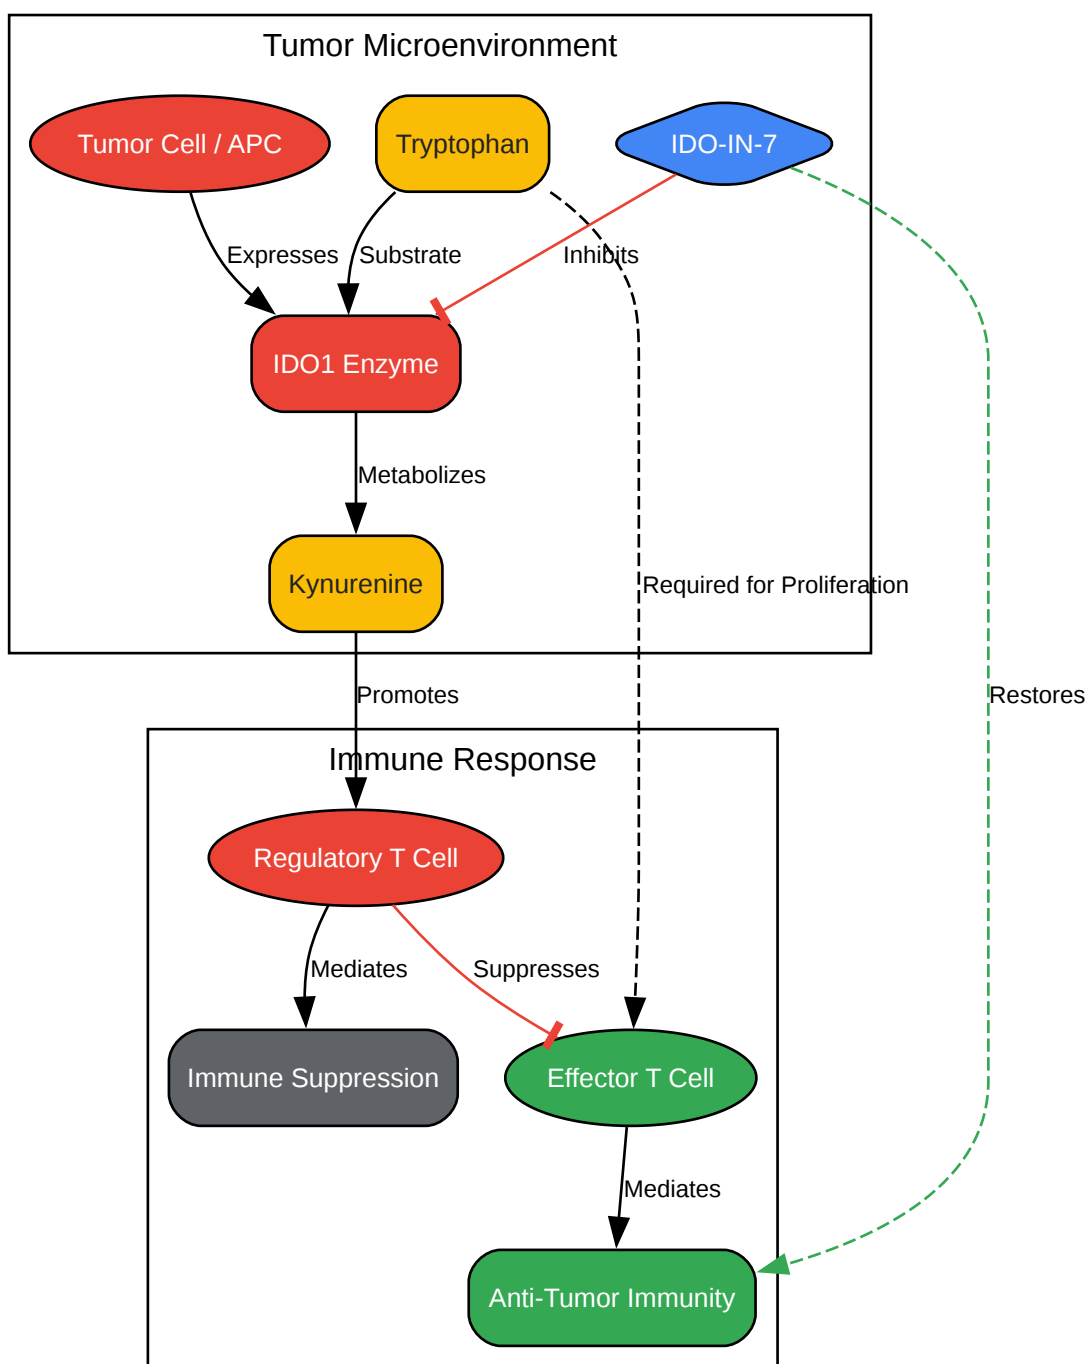 Tumor Microenvironment
Tumor Cell / APC
Tryptophan
IDO-IN-7
Expresses
Substrate
Inhibits
IDO1 Enzyme
Metabolizes
Kynurenine
Required for Proliferation
Promotes
Restores
Immune Response
Regulatory T Cell
Mediates
Suppresses
Immune Suppression
Effector T Cell
Mediates
Anti-Tumor Immunity